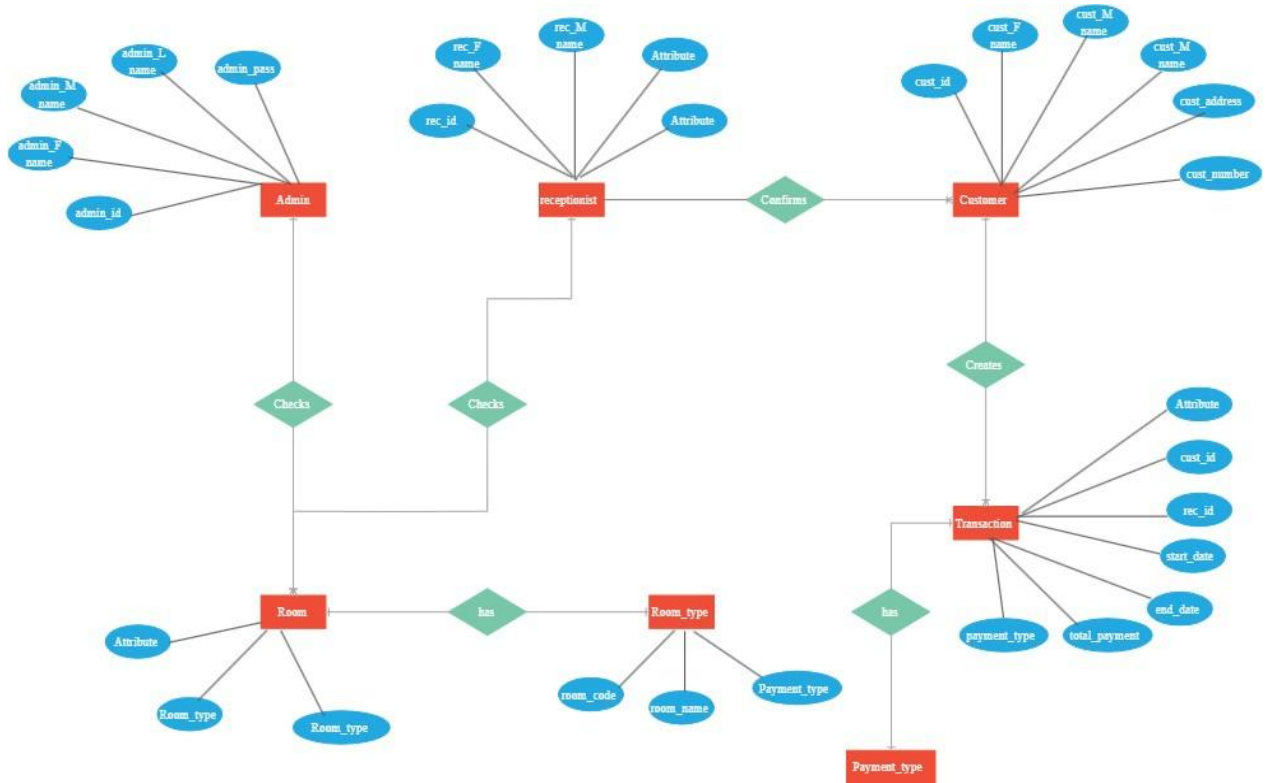 admin_F
name
admin_M
name
admin_L
name
admin_pass
admin_id
Admin
rec_id
rec_F
name
rec_M
name
Attribute
Attribute
receptionist
Confirms
cust_id
cust_F
name
cust_M
name
cust_M
name
cust_address
cust_number
Customer
Checks
Checks
Creates
Attribute
cust_id
rec_id
start_date
end_date
total_payment
payment_type
Transaction
has
Payment_type
Room
Attribute
Room_type
Room_type
has
Room_type
room_code
room_name
Payment_type